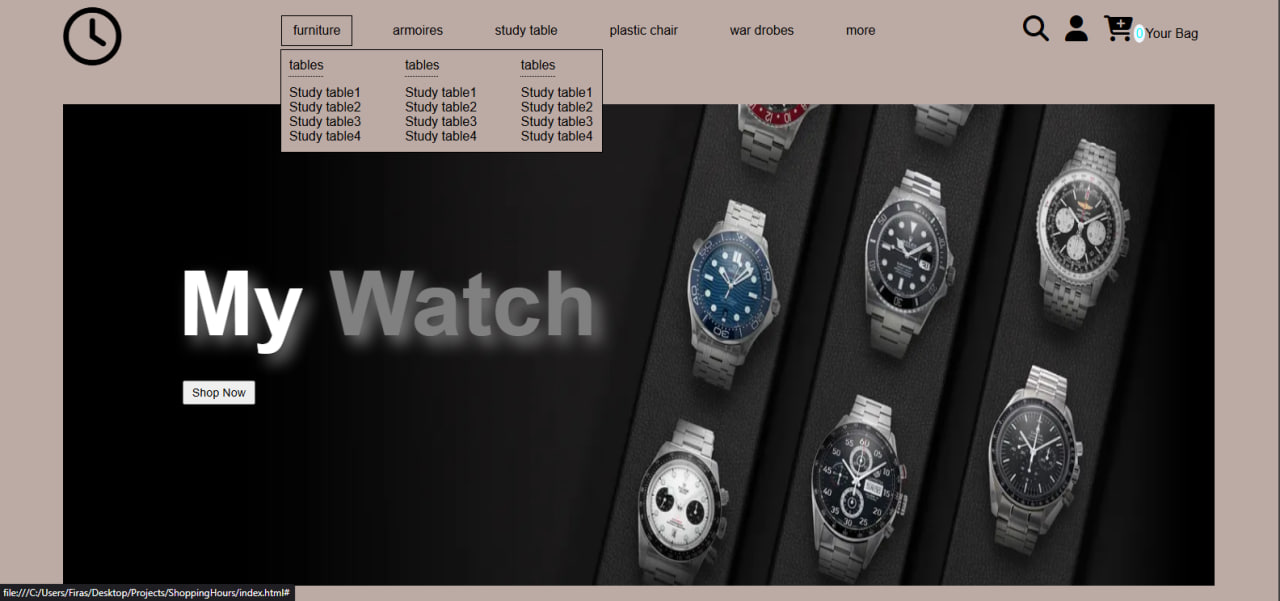 furniture armoires study table plastic chair war drobes more 0 Your Bag
tables tables tables
Study table1 Study table1 Study table1
Study table2 Study table2 Study table2
Study table3 Study table3 Study table3
Study table4 Study table4 Study table4
My Watch
Shop Now
file:///C:/Users/Firas/Desktop/Projects/ShoppingHours/index.html#